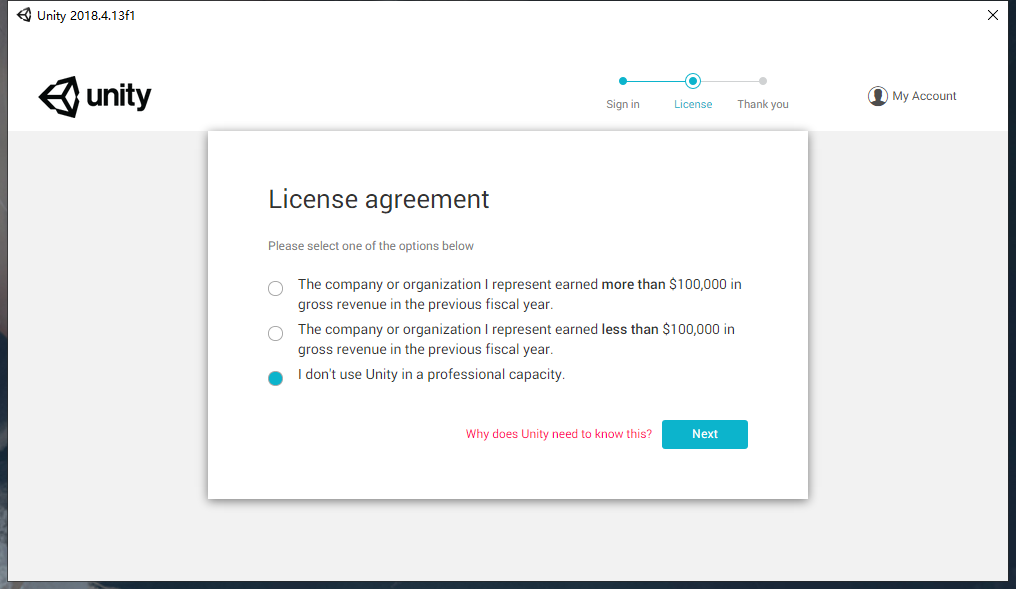 Unity 2018.4.13f1
unity
Sign in
License
Thank you
My Account
License agreement
Please select one of the options below
The company or organization I represent earned more than $100,000 in
gross revenue in the previous fiscal year.
The company or organization I represent earned less than $100,000 in
gross revenue in the previous fiscal year.
I don't use Unity in a professional capacity.
Why does Unity need to know this?
Next